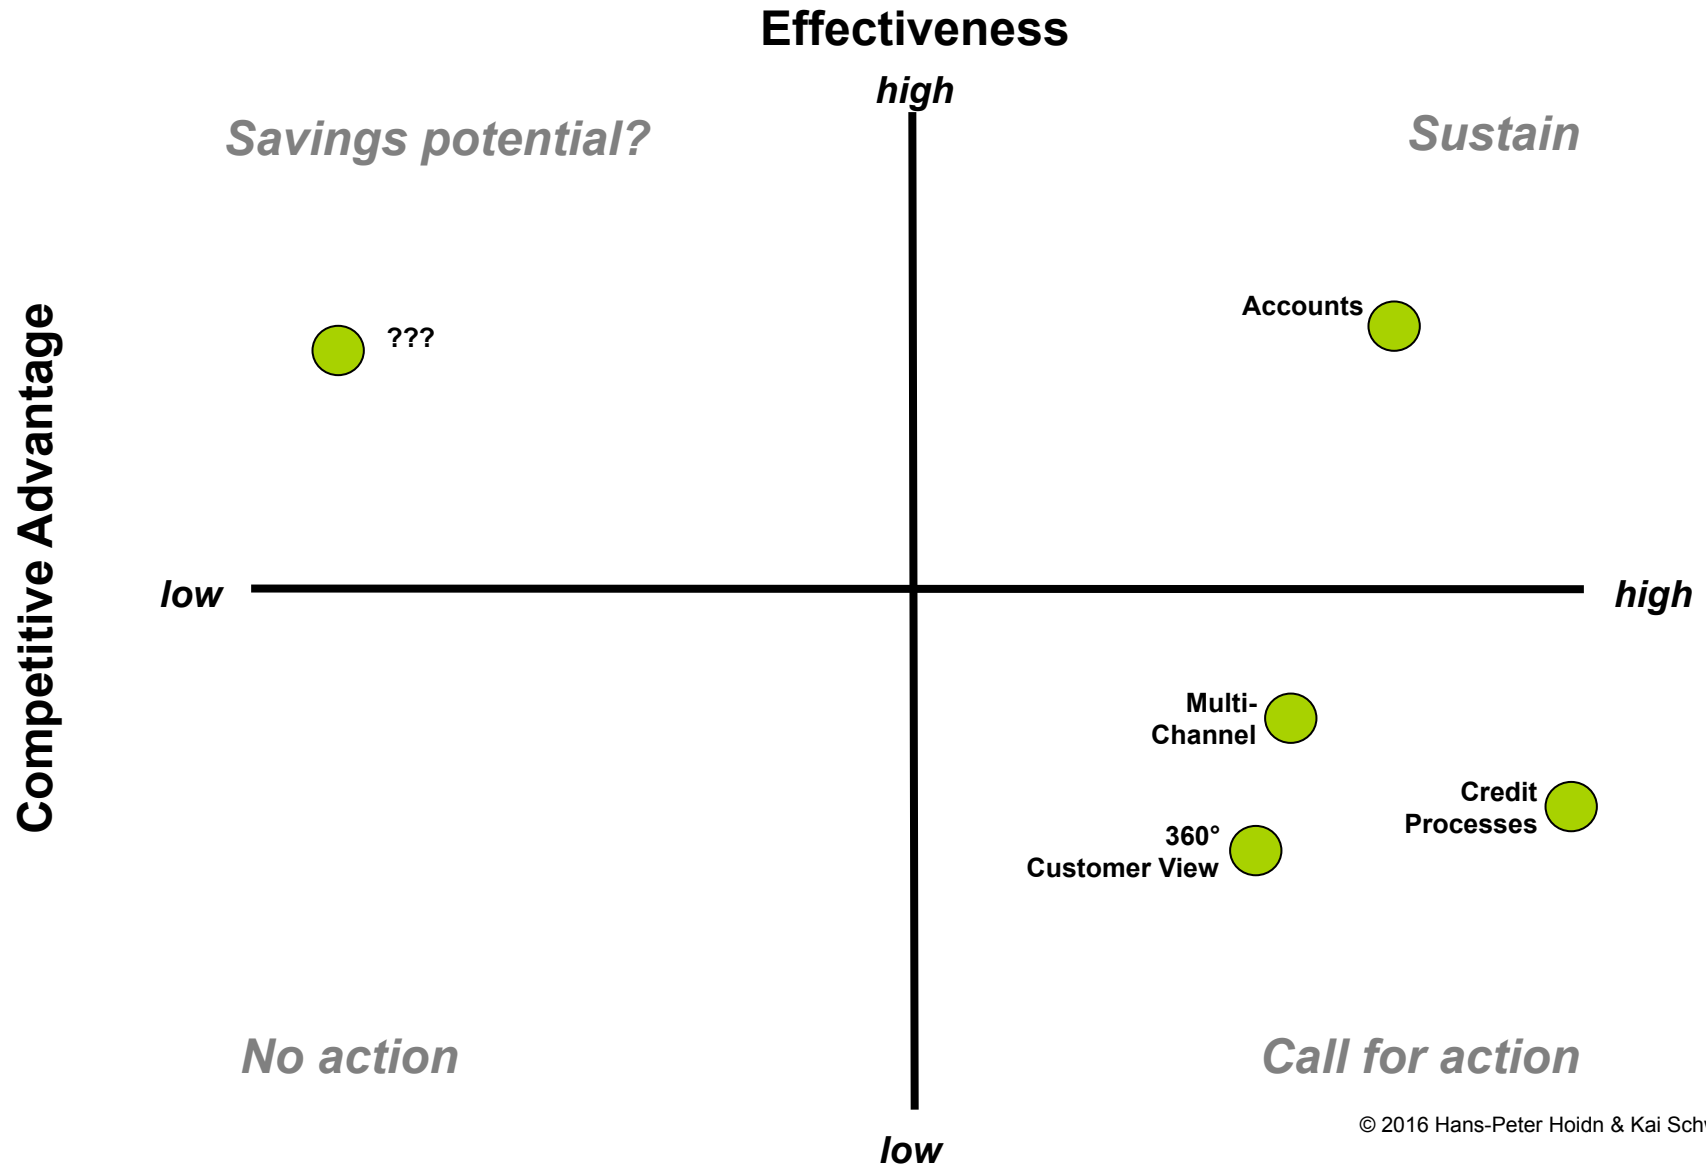 Effectiveness
high
Savings potential?
Sustain
Accounts
???
Competitive Advantage
low
high
Multi-
Channel
Credit
Processes
360°
Customer View
No action
Call for action
© 2016 Hans-Peter Hoidn & Kai
low